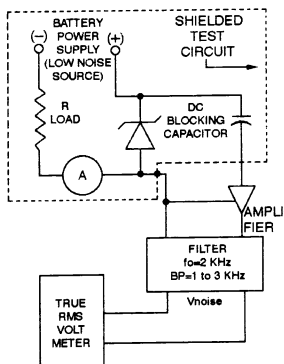 BATTERY
POWER
SUPPLY
(LOW NOISE
SOURCE)
(−)
(+)
SHIELDED
TEST
CIRCUIT
R
LOAD
DC
BLOCKING
CAPACITOR
A
AMPLI
FIER
FILTER
fo=2 KHz
BP=1 to 3 KHz
Vnoise
TRUE
RMS
VOLT
METER